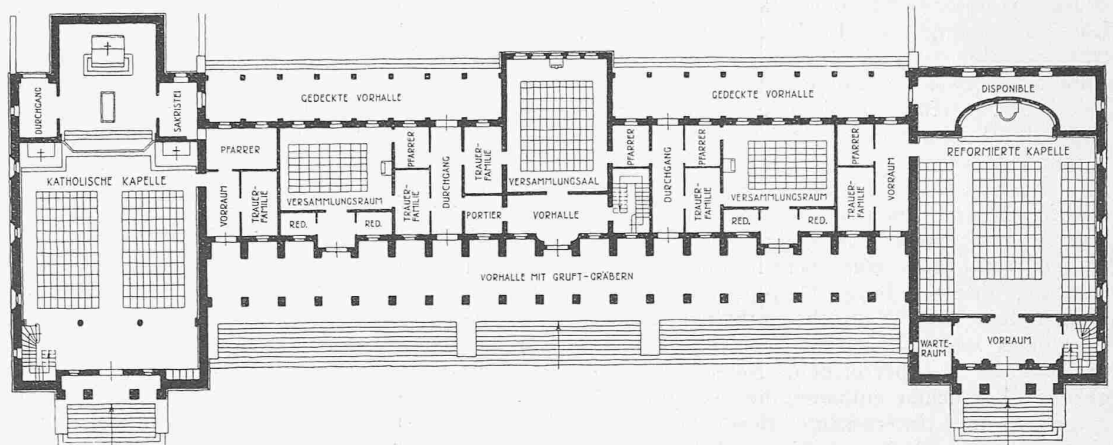 DURCHGANG
SAKRISTEI
GEDECKTE VORHALLE
GEDECKTE VORHALLE
DISPONIBLE
KATHOLISCHE KAPELLE
PFARRER
VORRAUM
TRAUER-
FAMILIE
VERSAMMLUNGSRAUM
RED.
RED.
PFARRER
TRAUER-
FAMILIE
DURCHGANG
TRAUER-
FAMILIE
PORTIER
VERSAMMLUNGSAAL
VORHALLE
PFARRER
DURCHGANG
PFARRER
TRAUER-
FAMILIE
VERSAMMLUNGSRAUM
RED.
RED.
PFARRER
TRAUER-
FAMILIE
VORRAUM
REFORMIERTE KAPELLE
VORHALLE MIT GRUFT-GRÄBERN
WARTE-
RAUM
VORRAUM